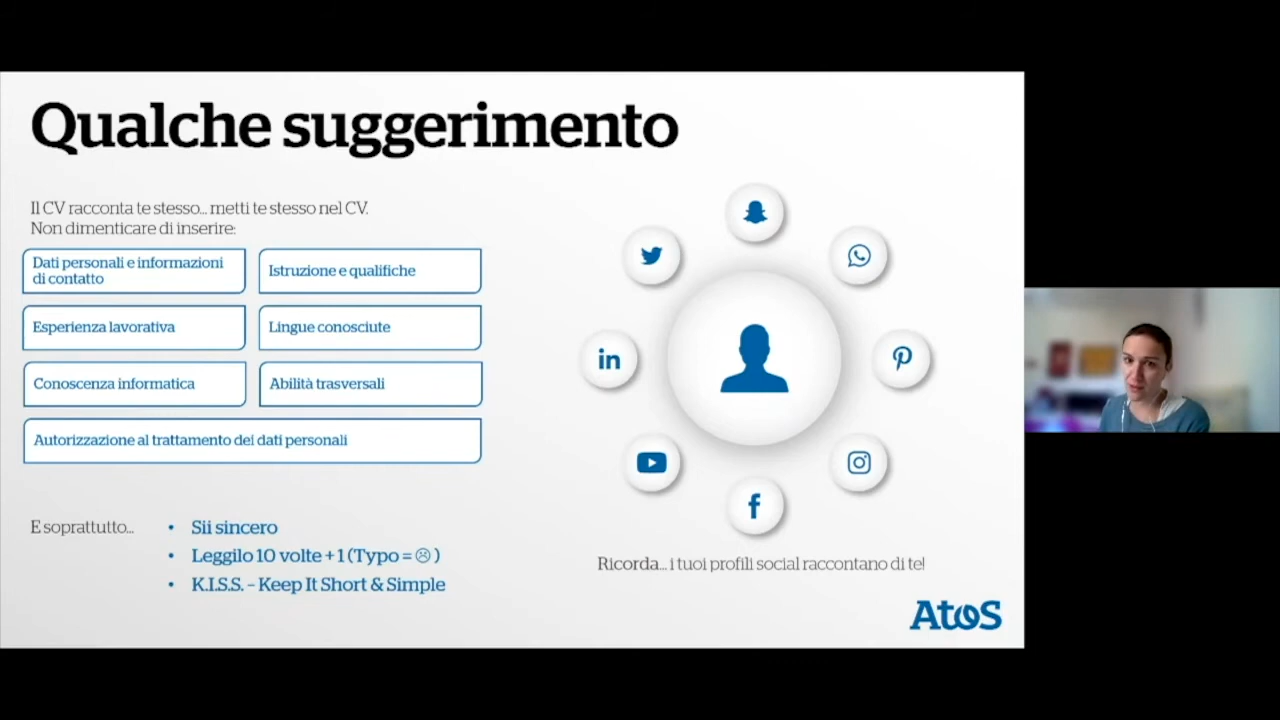 Qualche suggerimento
Il CV racconta te stesso... metti te stesso nel CV.
Non dimenticare di inserire:
Dati personali e informazioni
di contatto
Istruzione e qualifiche
Esperienza lavorativa
Lingue conosciute
Conoscenza informatica
Abilità trasversali
Autorizzazione al trattamento dei dati personali
E soprattutto...
• Sii sincero
• Leggilo 10 volte + 1 (Typo = ☹ )
• K.I.S.S. – Keep It Short & Simple
in
f
Ricorda... i tuoi profili social raccontano di te!
Atos